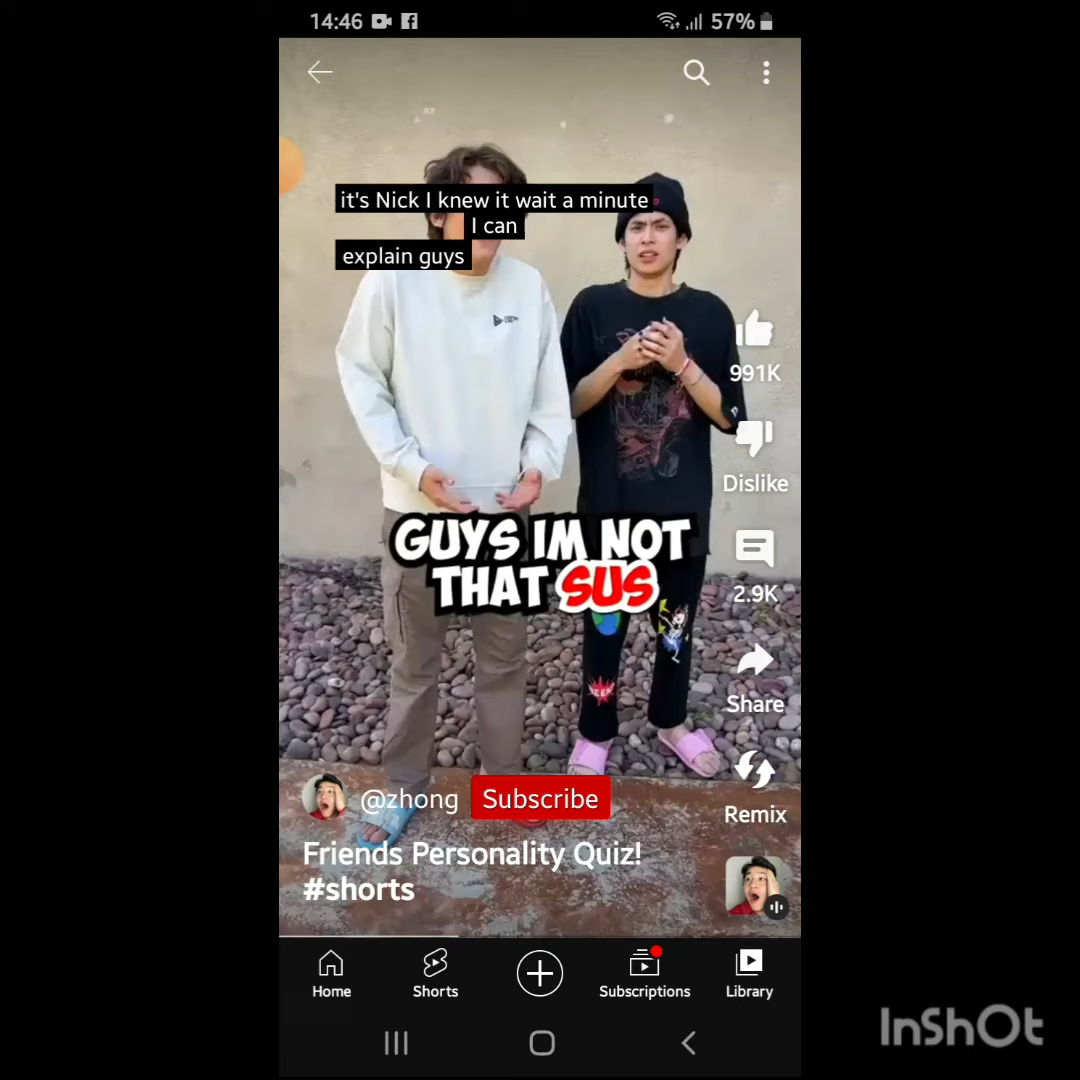 14:46
57%
it's Nick I knew it wait a minute
I can
explain guys
991K
Dislike
GUYS IM NOT
THAT SUS
2.9K
Share
Remix
@zhong
Subscribe
Friends Personality Quiz!
#shorts
Home
Shorts
Subscriptions
Library
InShOt